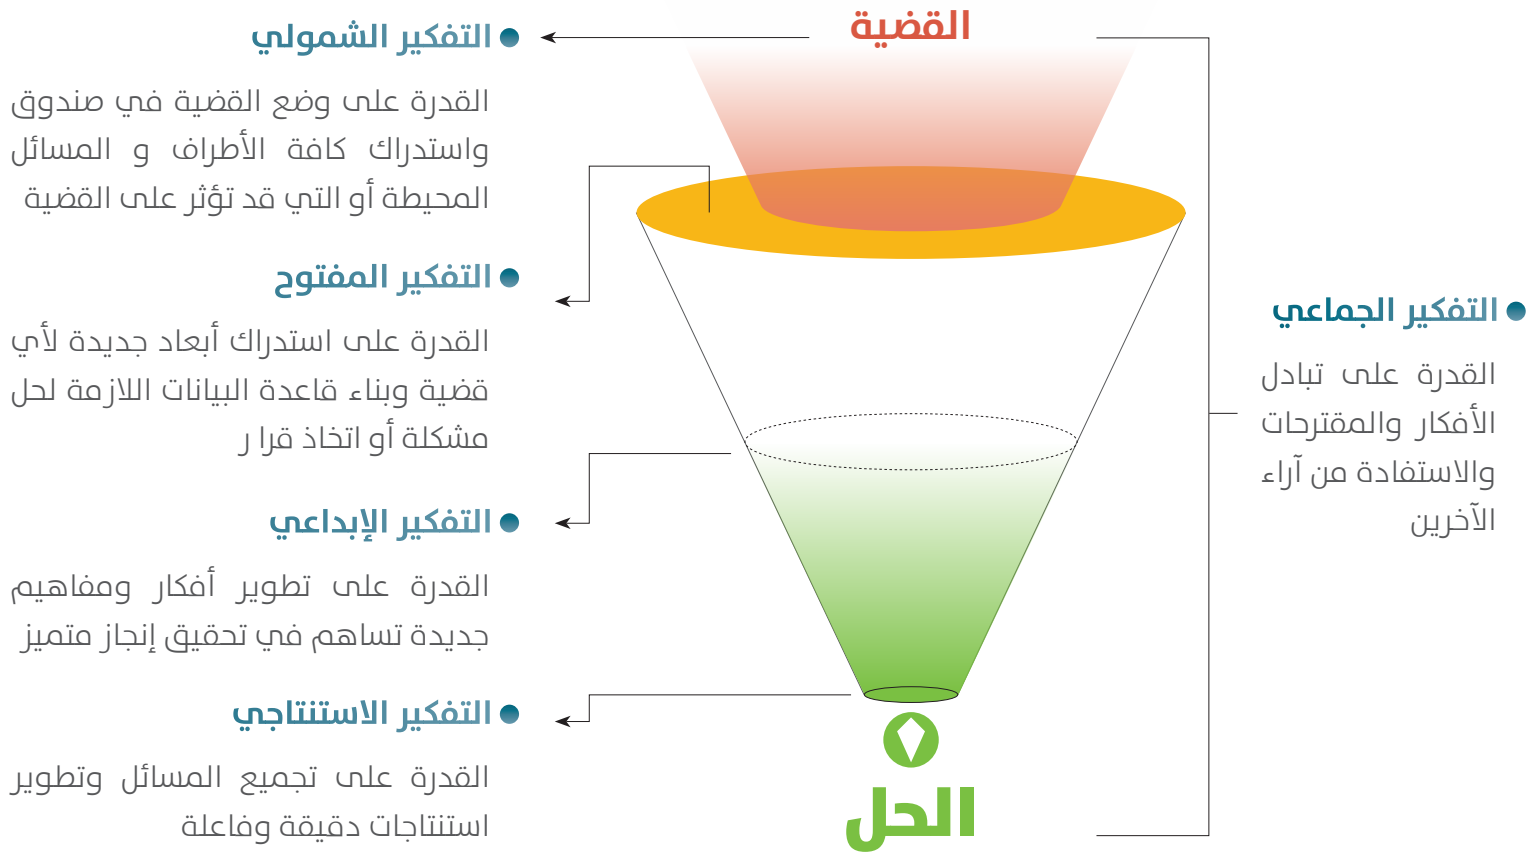 القضية
التفكير الجماعي
القدرة على تبادل
الأفكار والمقترحات
والاستفادة من آراء
الآخرين
التفكير الشمولي
القدرة على وضع القضية في صندوق
واستدراك كافة الأطراف و المسائل
المحيطة أو التي قد تؤثر على القضية
التفكير المفتوح
القدرة على استدراك أبعاد جديدة لأي
قضية وبناء قاعدة البيانات اللازمة لحل
مشكلة أو اتخاذ قرا ر
التفكير الإبداعي
القدرة على تطوير أفكار ومفاهيم
جديدة تساهم في تحقيق إنجاز متميز
التفكير الاستنتاجي
القدرة على تجميع المسائل وتطوير
استنتاجات دقيقة وفاعلة
الحل